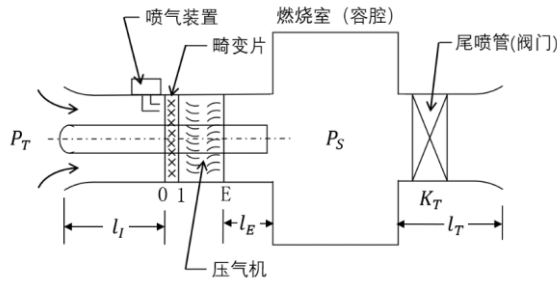 燃烧室（容腔）
喷气装置
畸变片
尾喷管(阀门)
P_T
P_S
0 1 E
K_T
l_I
l_E
l_T
压气机